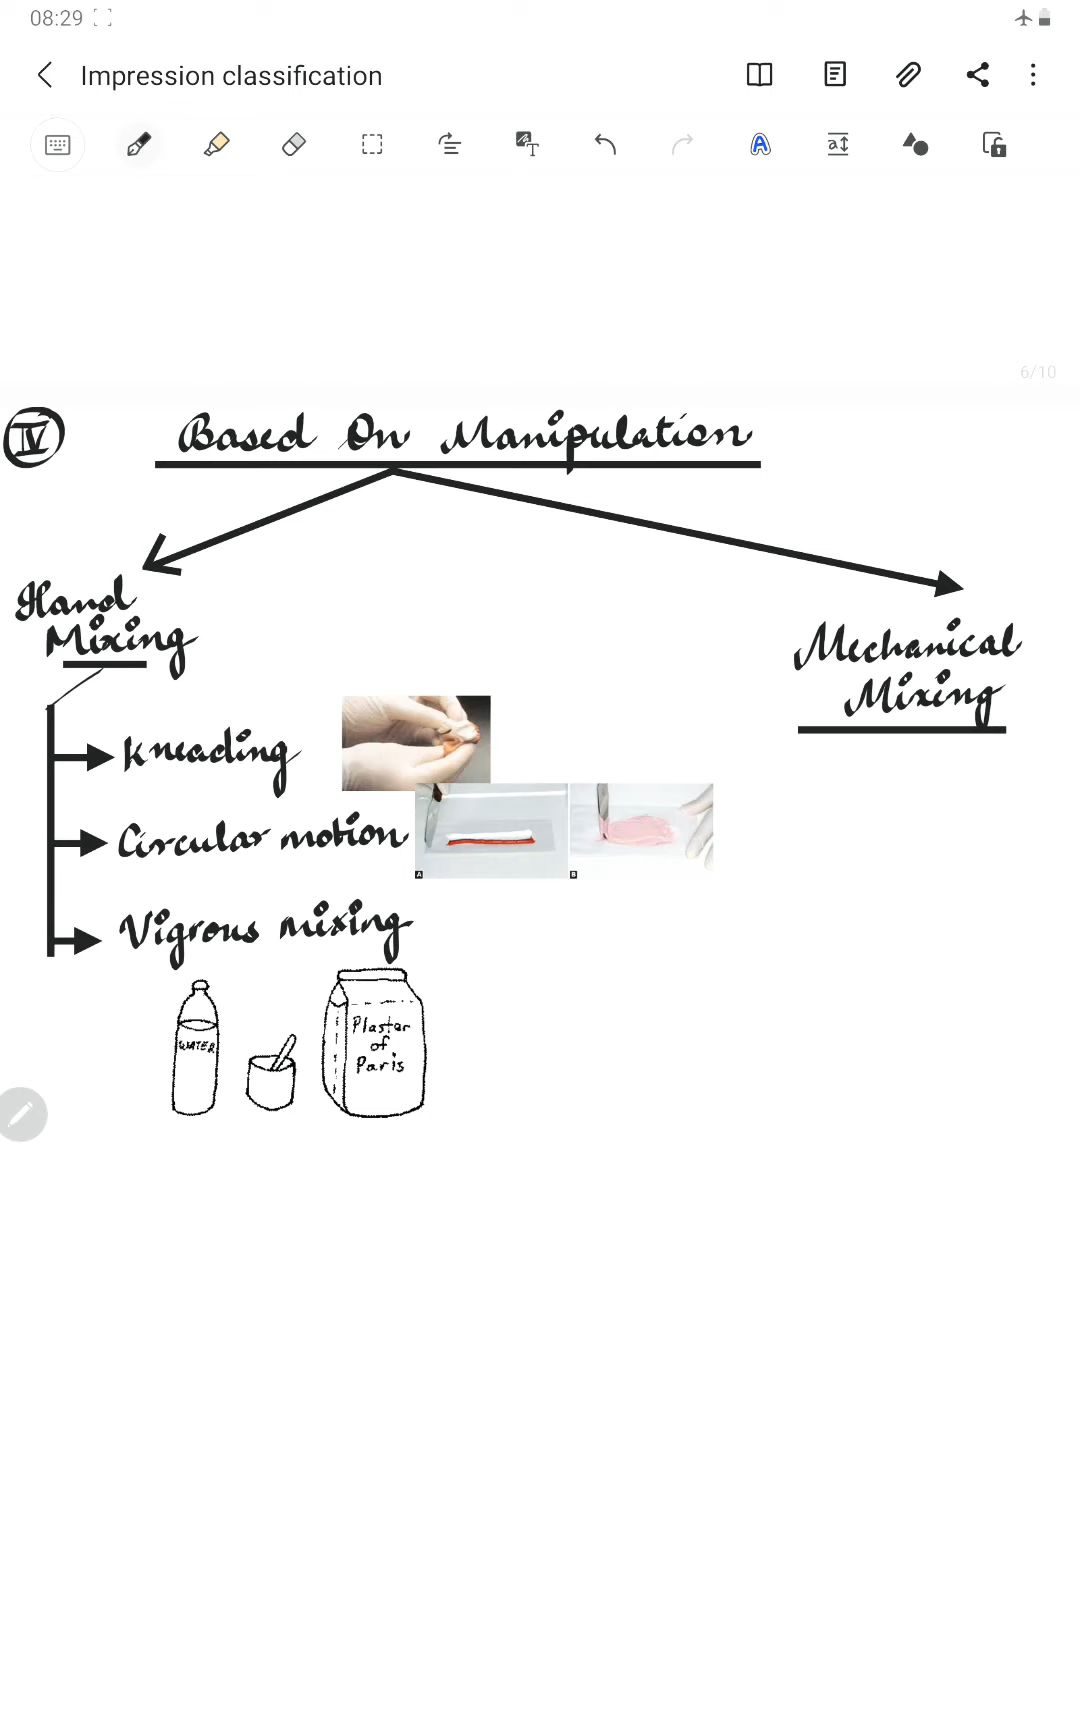 08:29
Impression classification
6/10
IV
Based On Manipulation
Hand
Mixing
Mechanical
Mixing
Kneading
Circular motion
A
B
Vigrous mixing
WATER
Plaster
of
Paris